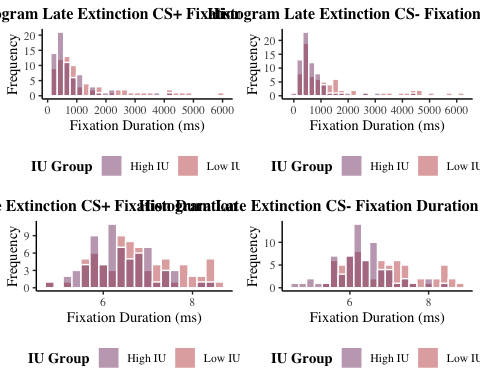 ogram Late Extinction CS+ Fixation
Late Extinction CS- Fixation
Frequency
20
15
10
5
0
0 1000 2000 3000 4000 5000 6000
Fixation Duration (ms)
IU Group High IU Low IU
Frequency
20
15
10
5
0
0 1000 2000 3000 4000 5000 6000
Fixation Duration (ms)
IU Group High IU Low IU
e Extinction CS+ Fixation Duration
Late Extinction CS- Fixation Duration
Frequency
9
6
3
0
6 8
Fixation Duration (ms)
IU Group High IU Low IU
Frequency
10
5
0
6 8
Fixation Duration (ms)
IU Group High IU Low IU